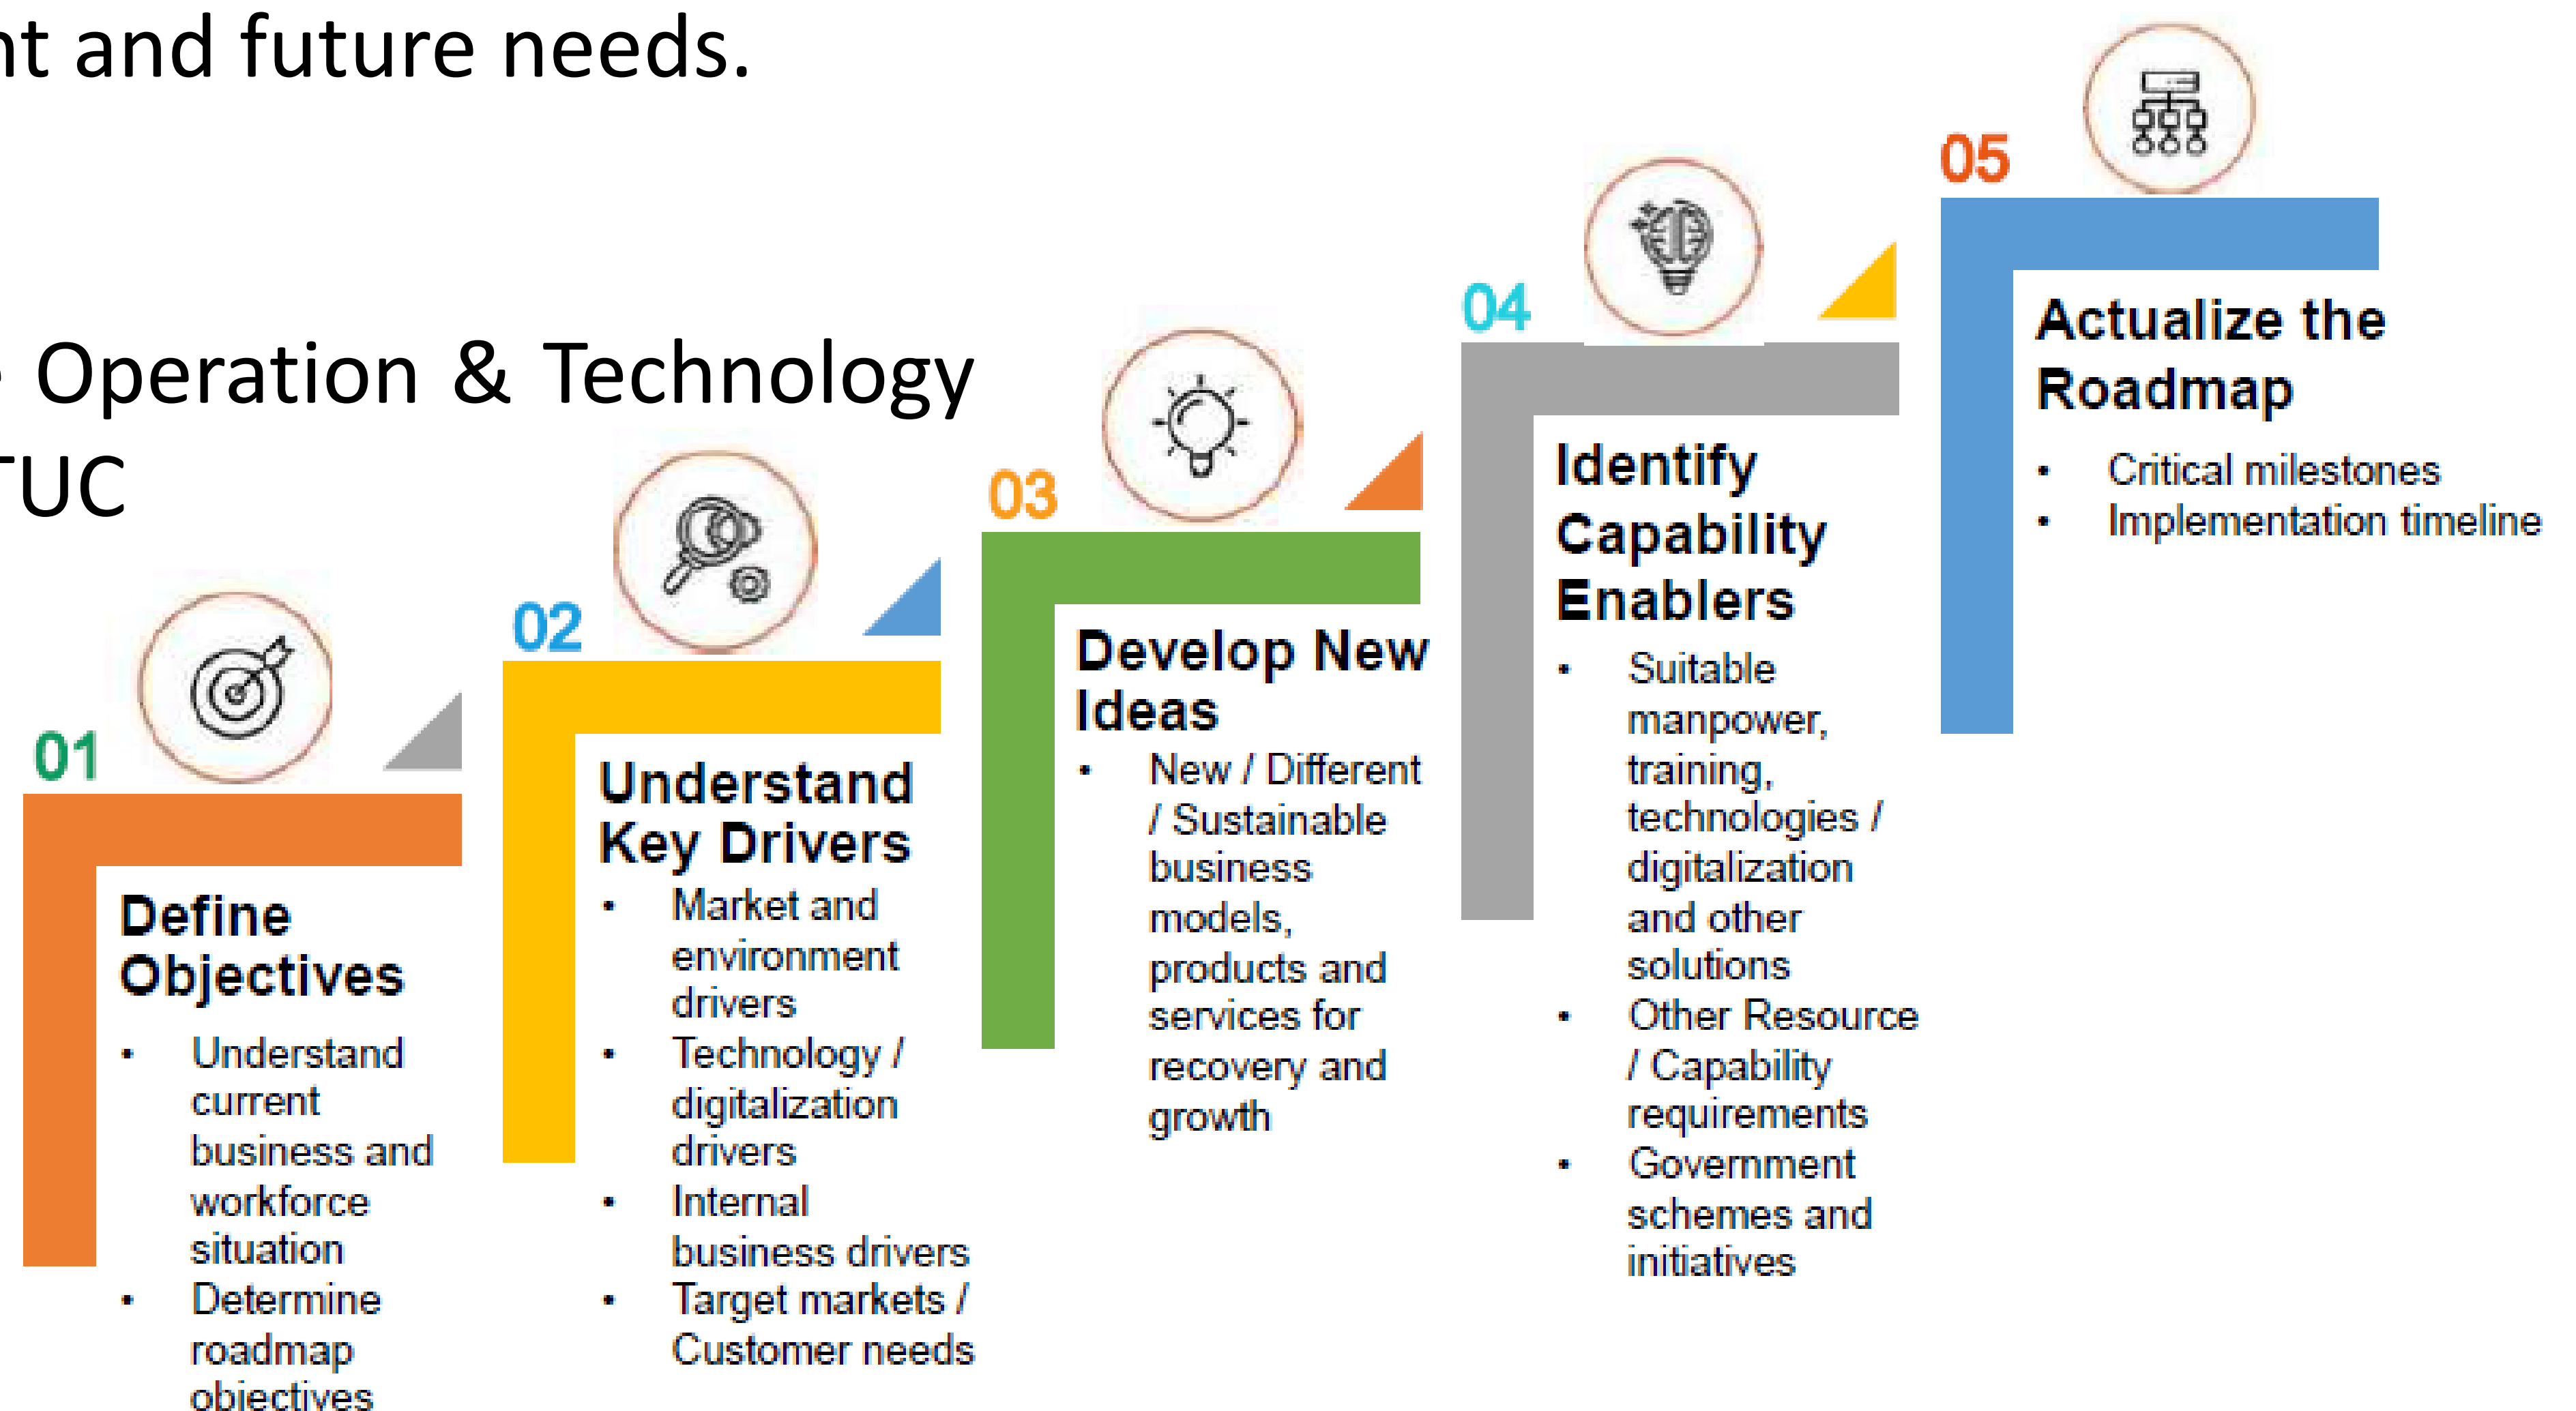 nt and future needs.
Operation & Technology
TUC
01
Define
Objectives
• Understand
current
business and
workforce
situation
• Determine
roadmap
objectives
02
Understand
Key Drivers
• Market and
environment
drivers
• Technology /
digitalization
drivers
• Internal
business drivers
• Target markets /
Customer needs
03
Develop New
Ideas
• New / Different
/ Sustainable
business
models,
products and
services for
recovery and
growth
04
Identify
Capability
Enablers
• Suitable
manpower,
training,
technologies /
digitalization
and other
solutions
• Other Resource
/ Capability
requirements
• Government
schemes and
initiatives
05
Actualize the
Roadmap
• Critical milestones
• Implementation timeline